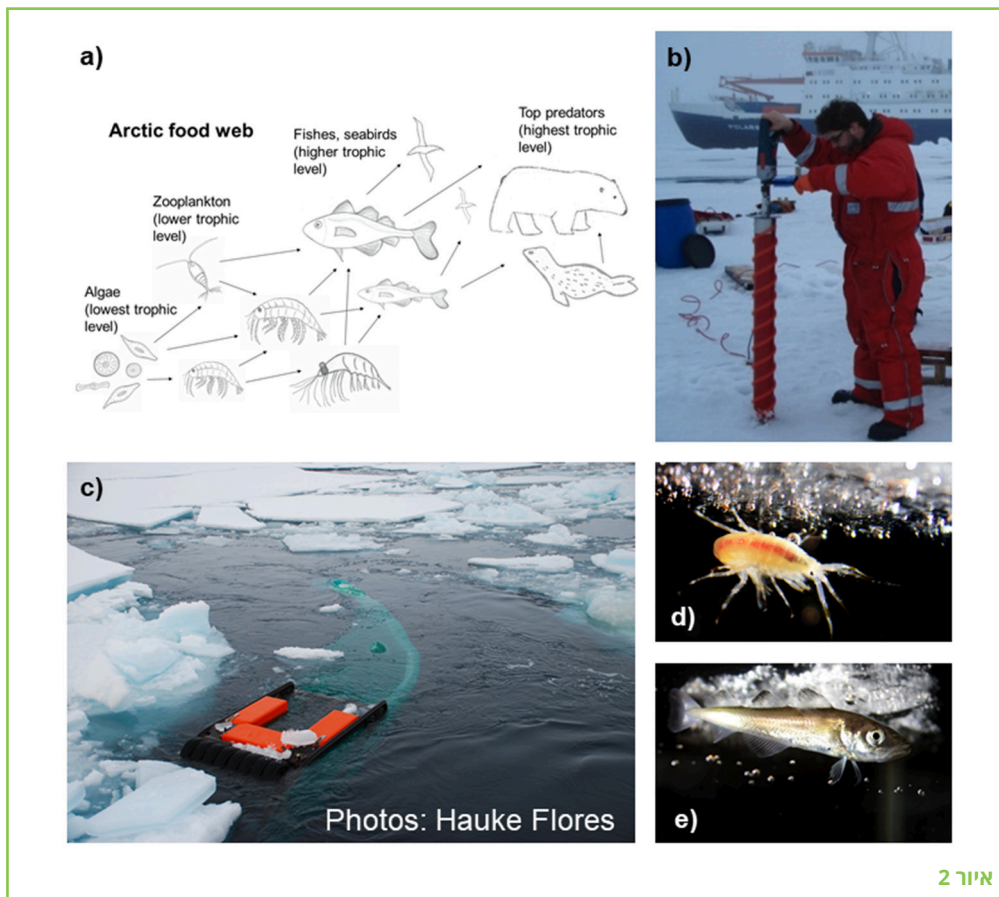 a)
Arctic food web
Algae
(lowest trophic
level)
Zooplankton
(lower trophic
level)
Fishes, seabirds
(higher trophic
level)
Top predators
(highest trophic
level)
b)
POLARS
c)
Photos: Hauke Flores
d)
e)
איור 2